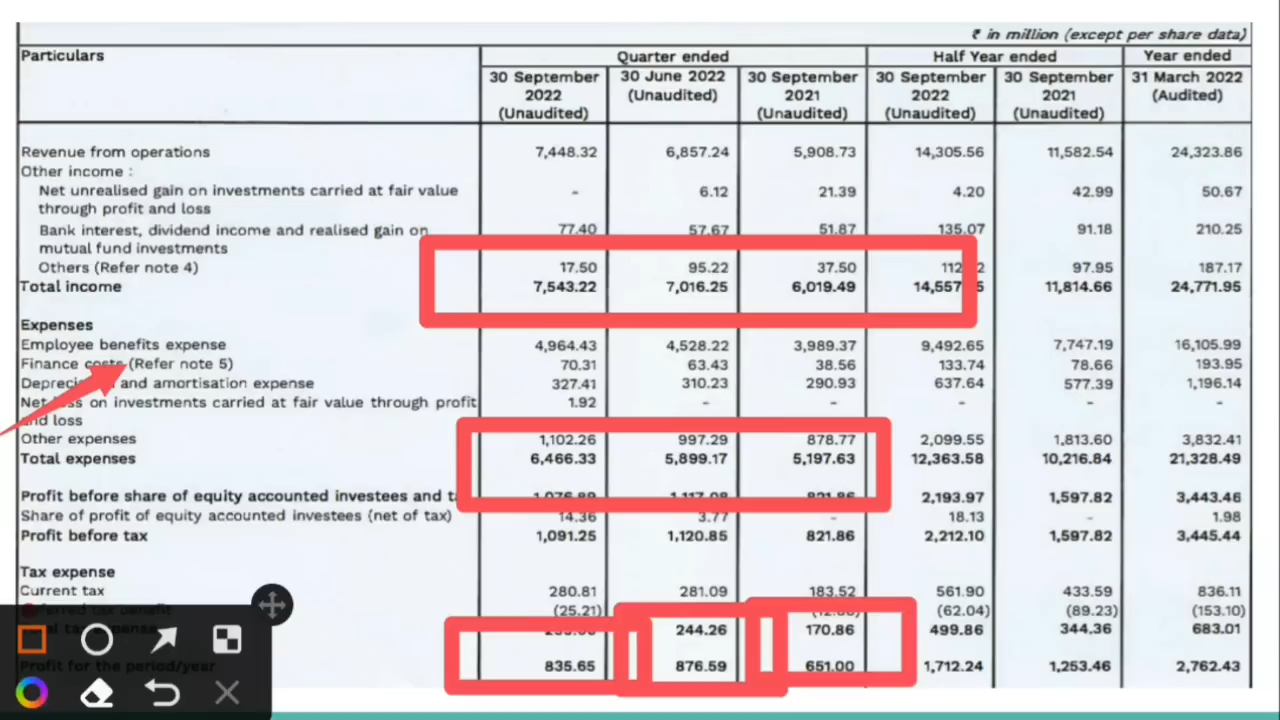 ₹ in million (except per share data)
Particulars Quarter ended Half Year ended Year ended
30 September 30 June 2022 30 September 30 September 30 September 31 March 2022
2022 (Unaudited) 2021 2022 2021 (Audited)
(Unaudited) (Unaudited) (Unaudited) (Unaudited)
Revenue from operations 7,448.32 6,857.24 5,908.73 14,305.56 11,582.54 24,323.86
Other income :
Net unrealised gain on investments carried at fair value - 6.12 21.39 4.20 42.99 50.67
through profit and loss
Bank interest, dividend income and realised gain on 77.40 57.67 51.87 135.07 91.18 210.25
mutual fund investments
Others (Refer note 4) 17.50 95.22 37.50 97.95 187.17
Total income 7,543.22 7,016.25 6,019.49 11,814.66 24,771.95
Expenses
Employee benefits expense 4,964.43 4,528.22 3,989.37 9,492.65 7,747.19 16,105.99
Finance costs (Refer note 5) 70.31 63.43 38.56 133.74 78.66 193.95
and amortisation expense 327.41 310.23 290.93 637.64 577.39 1,196.14
Net loss on investments carried at fair value through profit 1.92 - - - - -
and loss
Other expenses 1,102.26 997.29 878.77 2,099.55 1,813.60 3,832.41
Total expenses 6,466.33 5,899.17 5,197.63 12,363.58 10,216.84 21,328.49
Profit before share of equity accounted investees and 2,193.97 1,597.82 3,443.46
Share of profit of equity accounted investees (net of tax) 14.36 3.77 - 18.13 - 1.98
Profit before tax 1,091.25 1,120.85 821.86 2,212.10 1,597.82 3,445.44
Tax expense
Current tax 280.81 281.09 183.52 561.90 433.59 836.11
(25.21) (62.04) (89.23) (153.10)
244.26 170.86 499.86 344.36 683.01
Profit for the period/year 835.65 876.59 651.00 1,712.24 1,253.46 2,762.43